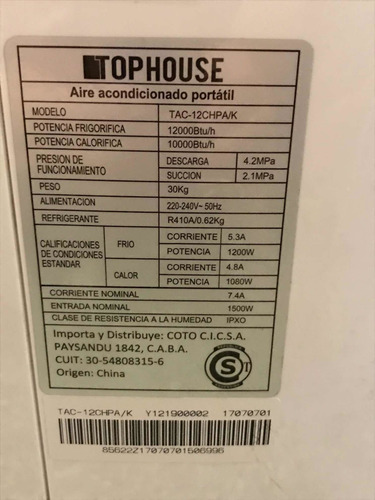 TOPHOUSE
Aire acondicionado portátil
MODELO TAC-12CHPA/K
POTENCIA FRIGORIFICA 12000Btu/h
POTENCIA CALORIFICA 10000Btu/h
PRESION DE FUNCIONAMIENTO DESCARGA 4.2MPa
SUCCION 2.1MPa
PESO 30Kg
ALIMENTACION 220-240V~ 50Hz
REFRIGERANTE R410A/0.62Kg
CALIFICACIONES DE CONDICIONES ESTANDAR FRIO CORRIENTE 5.3A
POTENCIA 1200W
CALOR CORRIENTE 4.8A
POTENCIA 1080W
CORRIENTE NOMINAL 7.4A
ENTRADA NOMINAL 1500W
CLASE DE RESISTENCIA A LA HUMEDAD IPXO
Importa y Distribuye: COTO C.I.C.S.A.
PAYSANDU 1842, C.A.B.A.
CUIT: 30-54808315-6
Origen: China
TAC-12CHPA/K Y121900002 17070701
85622Z17070701506996